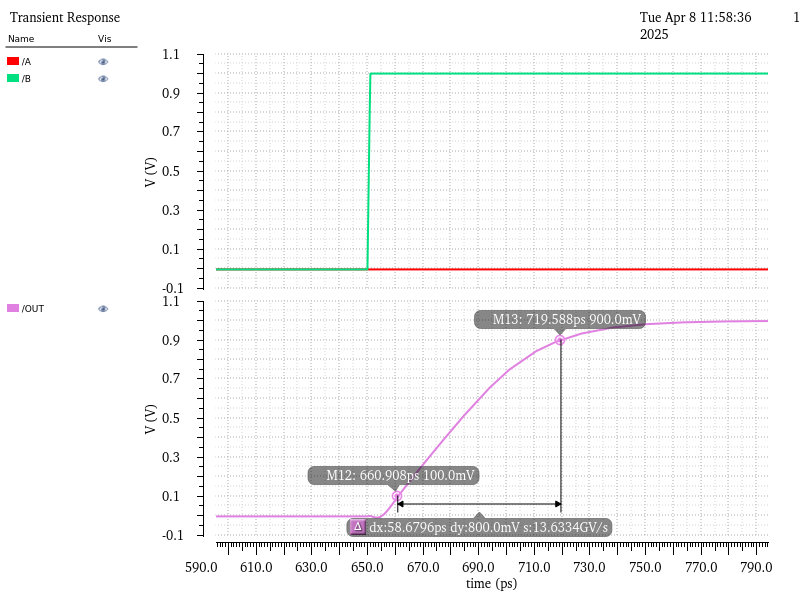 Transient Response
Tue Apr 8 11:58:36 1
2025
Name Vis
/A
/B
1.1
0.9
0.7
0.5
0.3
0.1
-0.1
V (V)
/OUT
1.1
0.9
0.7
0.5
0.3
0.1
-0.1
V (V)
M13: 719.588ps 900.0mV
M12: 660.908ps 100.0mV
Δ dx:58.6796ps dy:800.0mV s:13.6334GV/s
590.0 610.0 630.0 650.0 670.0 690.0 710.0 730.0 750.0 770.0 790.0
time (ps)